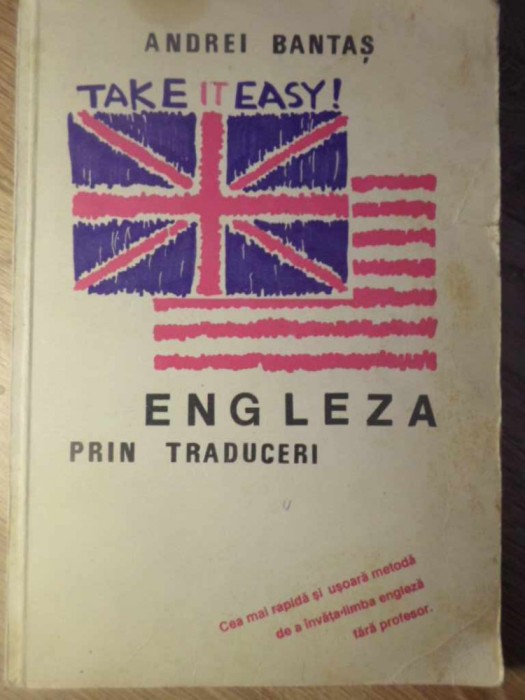 ANDREI BANTAȘ
TAKE IT EASY!
ENGLEZA
PRIN TRADUCERI
Cea mai rapidă și ușoară metodă
de a învăța limba engleză
fără profesor.